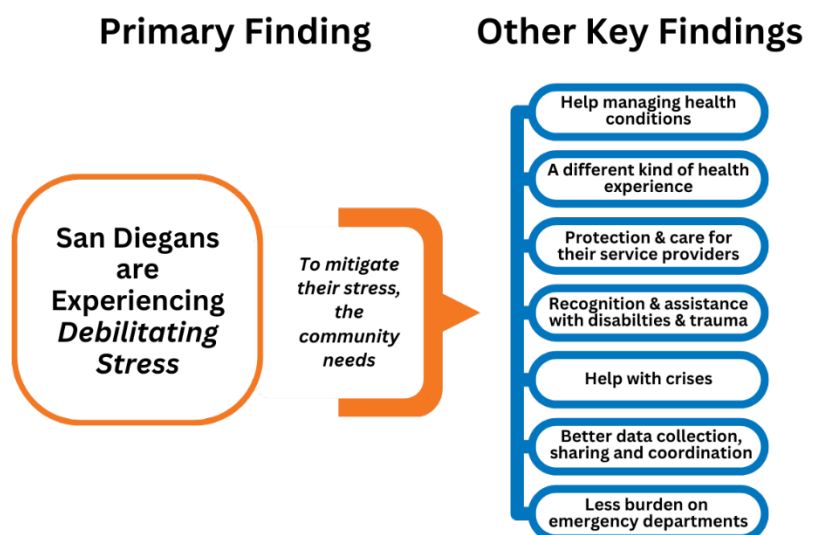 Primary Finding
Other Key Findings
San Diegans
are
Experiencing
Debilitating
Stress
To mitigate
their stress,
the
community
needs
Help managing health
conditions
A different kind of health
experience
Protection & care for
their service providers
Recognition & assistance
with disabilties & trauma
Help with crises
Better data collection,
sharing and coordination
Less burden on
emergency departments